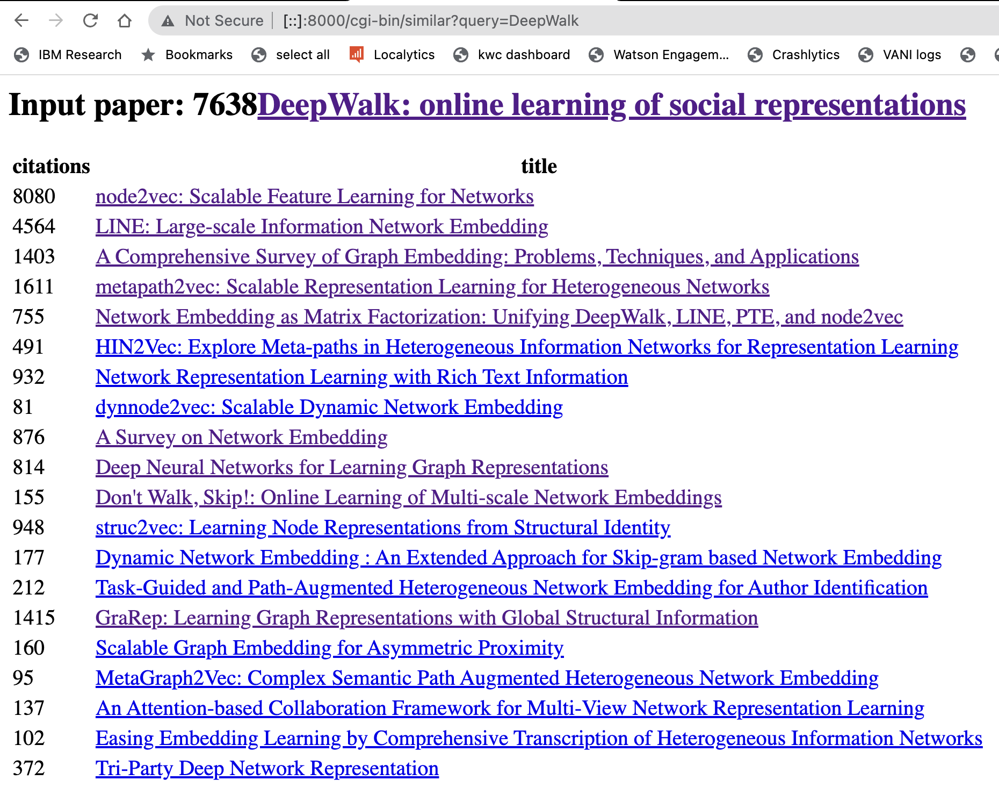 Not Secure [::]:8000/cgi-bin/similar?query=DeepWalk
IBM Research Bookmarks select all Localytics kwc dashboard Watson Engagem... Crashlytics VANI logs
Input paper: 7638DeepWalk: online learning of social representations
citations title
8080 node2vec: Scalable Feature Learning for Networks
4564 LINE: Large-scale Information Network Embedding
1403 A Comprehensive Survey of Graph Embedding: Problems, Techniques, and Applications
1611 metapath2vec: Scalable Representation Learning for Heterogeneous Networks
755 Network Embedding as Matrix Factorization: Unifying DeepWalk, LINE, PTE, and node2vec
491 HIN2Vec: Explore Meta-paths in Heterogeneous Information Networks for Representation Learning
932 Network Representation Learning with Rich Text Information
81 dynnode2vec: Scalable Dynamic Network Embedding
876 A Survey on Network Embedding
814 Deep Neural Networks for Learning Graph Representations
155 Don't Walk, Skip!: Online Learning of Multi-scale Network Embeddings
948 struc2vec: Learning Node Representations from Structural Identity
177 Dynamic Network Embedding : An Extended Approach for Skip-gram based Network Embedding
212 Task-Guided and Path-Augmented Heterogeneous Network Embedding for Author Identification
1415 GraRep: Learning Graph Representations with Global Structural Information
160 Scalable Graph Embedding for Asymmetric Proximity
95 MetaGraph2Vec: Complex Semantic Path Augmented Heterogeneous Network Embedding
137 An Attention-based Collaboration Framework for Multi-View Network Representation Learning
102 Easing Embedding Learning by Comprehensive Transcription of Heterogeneous Information Networks
372 Tri-Party Deep Network Representation